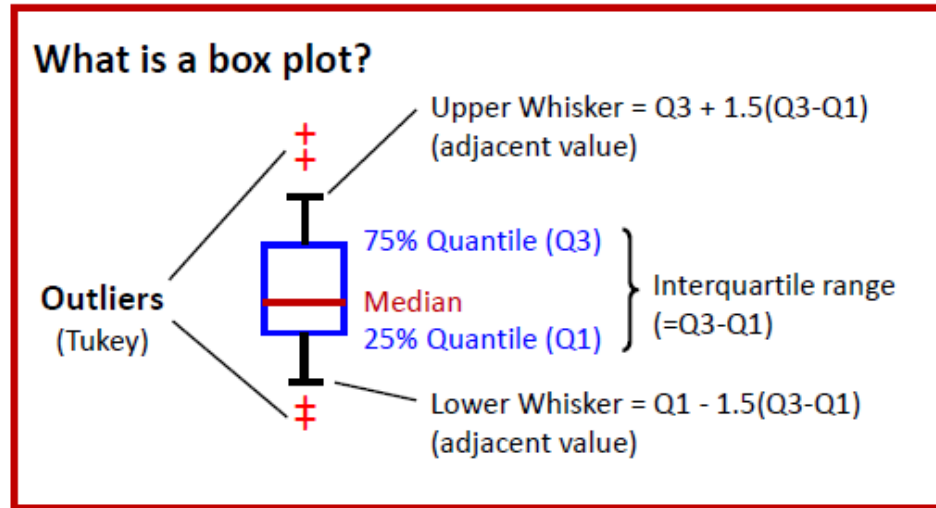 What is a box plot?
Upper Whisker = Q3 + 1.5(Q3-Q1)
(adjacent value)
75% Quantile (Q3)
Median
25% Quantile (Q1)
Interquartile range
(=Q3-Q1)
Outliers
(Tukey)
Lower Whisker = Q1 - 1.5(Q3-Q1)
(adjacent value)